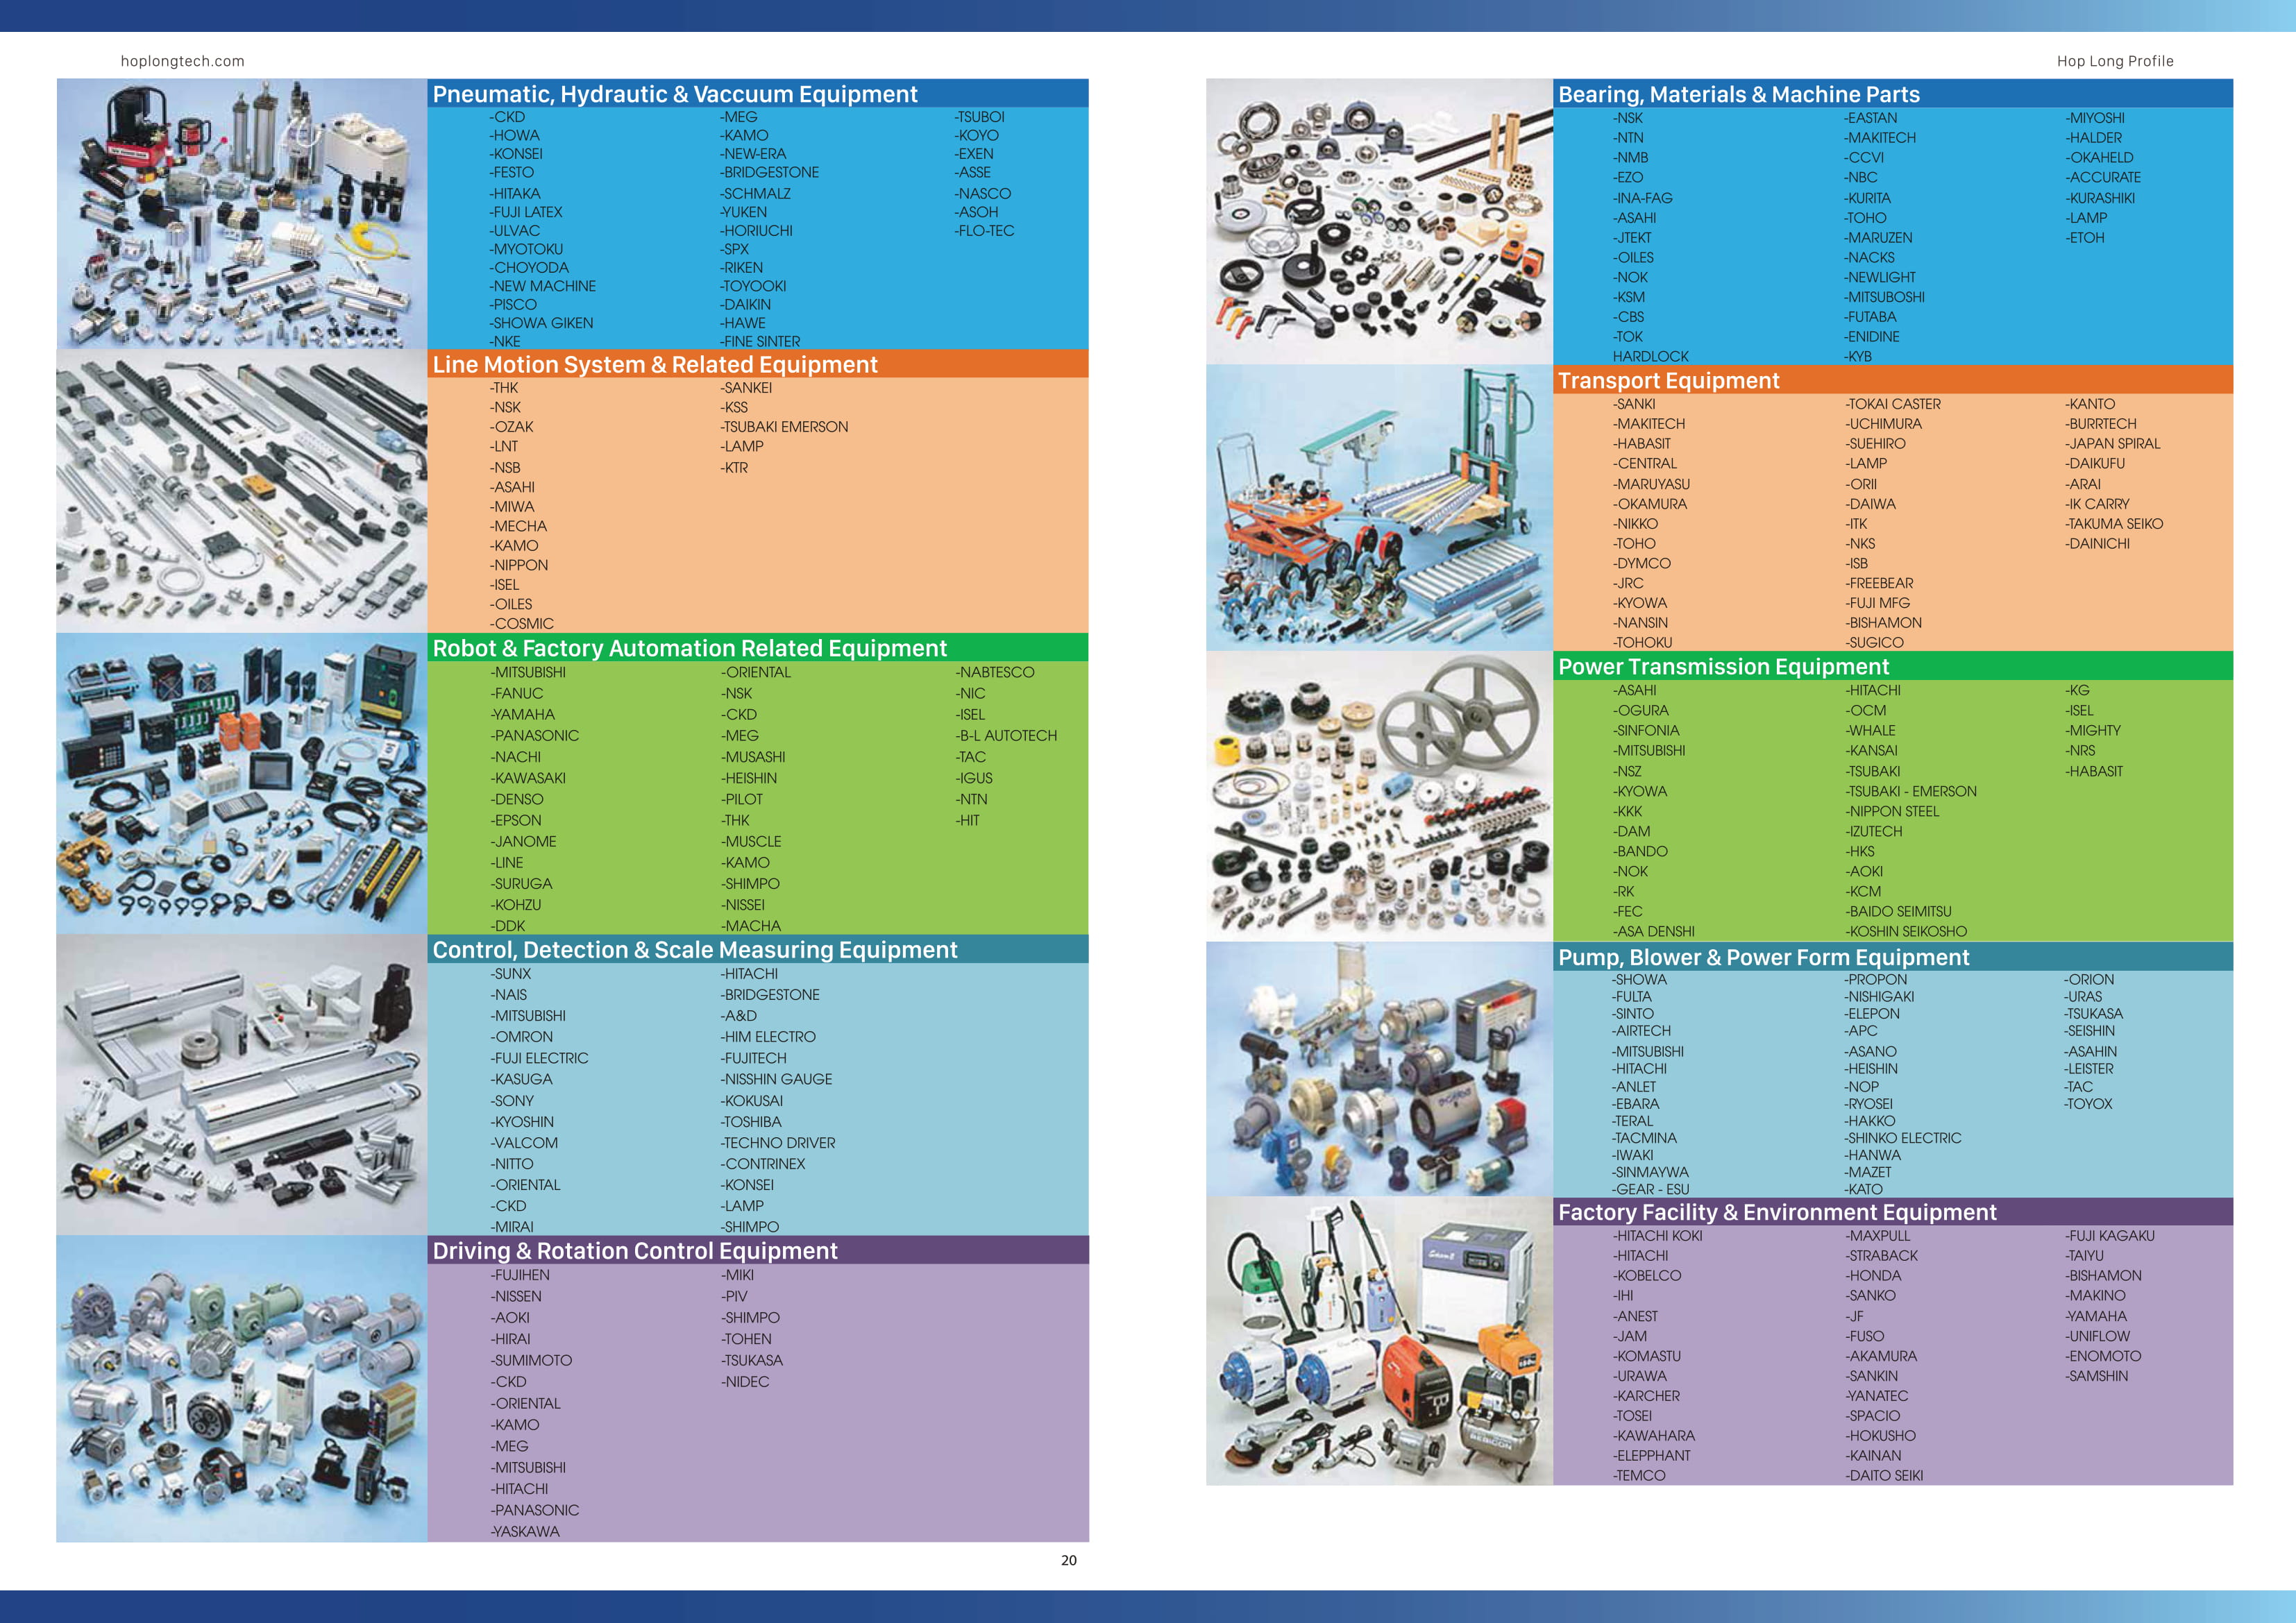 hoplongtech.com
Hop Long Profile
Pneumatic, Hydrautic & Vaccuum Equipment
-CKD
-HOWA
-KONSEI
-FESTO
-HITAKA
-FUJI LATEX
-ULVAC
-MYOTOKU
-CHOYODA
-NEW MACHINE
-PISCO
-SHOWA GIKEN
-NKE
-MEG
-KAMO
-NEW-ERA
-BRIDGESTONE
-SCHMALZ
-YUKEN
-HORIUCHI
-SPX
-RIKEN
-TOYOOKI
-DAIKIN
-HAWE
-FINE SINTER
-TSUBOI
-KOYO
-EXEN
-ASSE
-NASCO
-ASOH
-FLO-TEC
Line Motion System & Related Equipment
-THK
-NSK
-OZAK
-LNT
-NSB
-ASAHI
-MIWA
-MECHA
-KAMO
-NIPPON
-ISEL
-OILES
-COSMIC
-SANKEI
-KSS
-TSUBAKI EMERSON
-LAMP
-KTR
Robot & Factory Automation Related Equipment
-MITSUBISHI
-FANUC
-YAMAHA
-PANASONIC
-NACHI
-KAWASAKI
-DENSO
-EPSON
-JANOME
-LINE
-SURUGA
-KOHZU
-DDK
-ORIENTAL
-NSK
-CKD
-MEG
-MUSASHI
-HEISHIN
-PILOT
-THK
-MUSCLE
-KAMO
-SHIMPO
-NISSEI
-MACHA
-NABTESCO
-NIC
-ISEL
-B-L AUTOTECH
-TAC
-IGUS
-NTN
-HIT
Control, Detection & Scale Measuring Equipment
-SUNX
-NAIS
-MITSUBISHI
-OMRON
-FUJI ELECTRIC
-KASUGA
-SONY
-KYOSHIN
-VALCOM
-NITTO
-ORIENTAL
-CKD
-MIRAI
-HITACHI
-BRIDGESTONE
-A&D
-HIM ELECTRO
-FUJITECH
-NISSHIN GAUGE
-KOKUSAI
-TOSHIBA
-TECHNO DRIVER
-CONTRINEX
-KONSEI
-LAMP
-SHIMPO
Driving & Rotation Control Equipment
-FUJIHEN
-NISSEN
-AOKI
-HIRAI
-SUMIMOTO
-CKD
-ORIENTAL
-KAMO
-MEG
-MITSUBISHI
-HITACHI
-PANASONIC
-YASKAWA
-MIKI
-PIV
-SHIMPO
-TOHEN
-TSUKASA
-NIDEC
20
Bearing, Materials & Machine Parts
-NSK
-NTN
-NMB
-EZO
-INA-FAG
-ASAHI
-JTEKT
-OILES
-NOK
-KSM
-CBS
-TOK
HARDLOCK
-EASTAN
-MAKITECH
-CCVI
-NBC
-KURITA
-TOHO
-MARUZEN
-NACKS
-NEWLIGHT
-MITSUBOSHI
-FUTABA
-ENIDINE
-KYB
-MIYOSHI
-HALDER
-OKAHELD
-ACCURATE
-KURASHIKI
-LAMP
-ETOH
Transport Equipment
-SANKI
-MAKITECH
-HABASIT
-CENTRAL
-MARUYASU
-OKAMURA
-NIKKO
-TOHO
-DYMCO
-JRC
-KYOWA
-NANSIN
-TOHOKU
-TOKAI CASTER
-UCHIMURA
-SUEHIRO
-LAMP
-ORII
-DAIWA
-ITK
-NKS
-ISB
-FREEBEAR
-FUJI MFG
-BISHAMON
-SUGICO
-KANTO
-BURRTECH
-JAPAN SPIRAL
-DAIKUFU
-ARAI
-IK CARRY
-TAKUMA SEIKO
-DAINICHI
Power Transmission Equipment
-ASAHI
-OGURA
-SINFONIA
-MITSUBISHI
-NSZ
-KYOWA
-KKK
-DAM
-BANDO
-NOK
-RK
-FEC
-ASA DENSHI
-HITACHI
-OCM
-WHALE
-KANSAI
-TSUBAKI
-TSUBAKI - EMERSON
-NIPPON STEEL
-IZUTECH
-HKS
-AOKI
-KCM
-BAIDO SEIMITSU
-KOSHIN SEIKOSHO
-KG
-ISEL
-MIGHTY
-NRS
-HABASIT
Pump, Blower & Power Form Equipment
-SHOWA
-FULTA
-SINTO
-AIRTECH
-MITSUBISHI
-HITACHI
-ANLET
-EBARA
-TERAL
-TACMINA
-IWAKI
-SINMAYWA
-GEAR - ESU
-PROPON
-NISHIGAKI
-ELEPON
-APC
-ASANO
-HEISHIN
-NOP
-RYOSEI
-HAKKO
-SHINKO ELECTRIC
-HANWA
-MAZET
-KATO
-ORION
-URAS
-TSUKASA
-SEISHIN
-ASAHIN
-LEISTER
-TAC
-TOYOX
Factory Facility & Environment Equipment
-HITACHI KOKI
-HITACHI
-KOBELCO
-IHI
-ANEST
-JAM
-KOMASTU
-URAWA
-KARCHER
-TOSEI
-KAWAHARA
-ELEPPHANT
-TEMCO
-MAXPULL
-STRABACK
-HONDA
-SANKO
-JF
-FUSO
-AKAMURA
-SANKIN
-YANATEC
-SPACIO
-HOKUSHO
-KAINAN
-DAITO SEIKI
-FUJI KAGAKU
-TAIYU
-BISHAMON
-MAKINO
-YAMAHA
-UNIFLOW
-ENOMOTO
-SAMSHIN